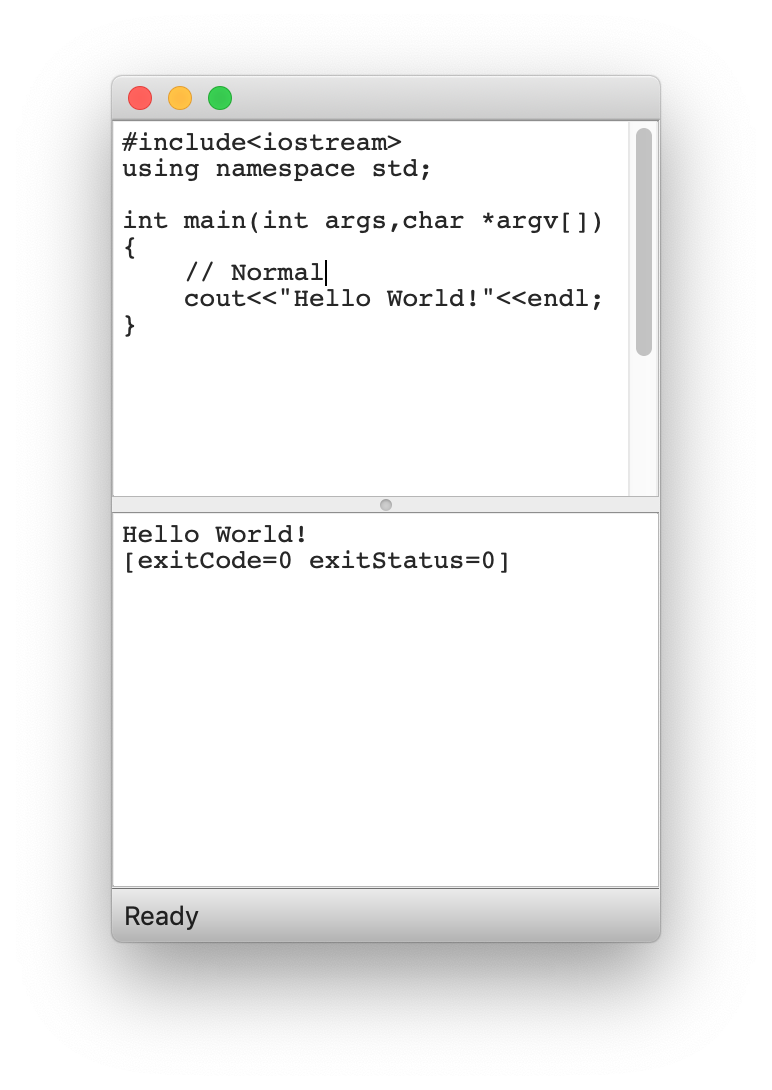 #include<iostream>
using namespace std;

int main(int args,char *argv[])
{
    // Normal
    cout<<"Hello World!"<<endl;
}
Hello World!
[exitCode=0 exitStatus=0]
Ready